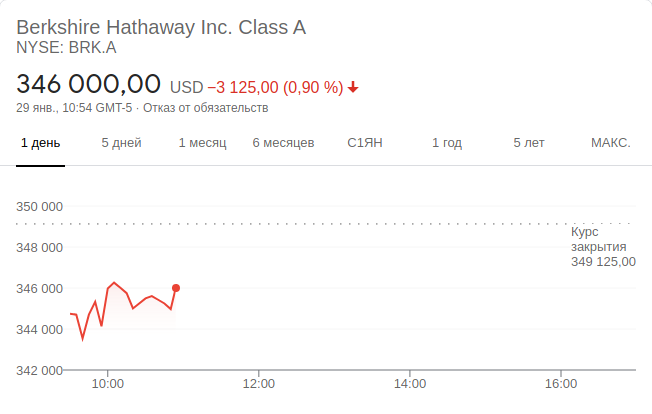 Berkshire Hathaway Inc. Class A
NYSE: BRK.A
346 000,00 USD −3 125,00 (0,90 %)
29 янв., 10:54 GMT-5 · Отказ от обязательств
1 день 5 дней 1 месяц 6 месяцев С1ЯН 1 год 5 лет МАКС.
350 000
Курс
закрытия
349 125,00
348 000
346 000
344 000
342 000
10:00 12:00 14:00 16:00